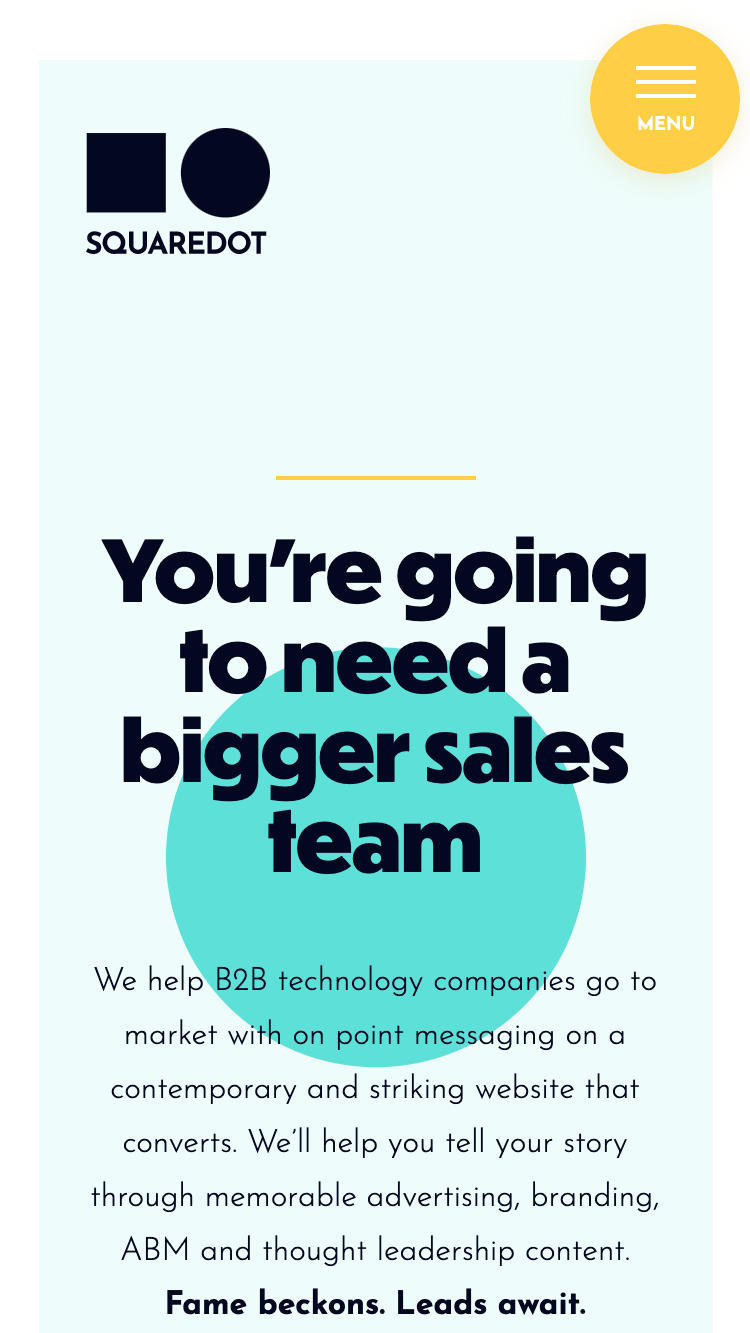 MENU
SQUAREDOT
You're going
to need a
bigger sales
team
We help B2B technology companies go to
market with on point messaging on a
contemporary and striking website that
converts. We'll help you tell your story
through memorable advertising, branding,
ABM and thought leadership content.
Fame beckons. Leads await.